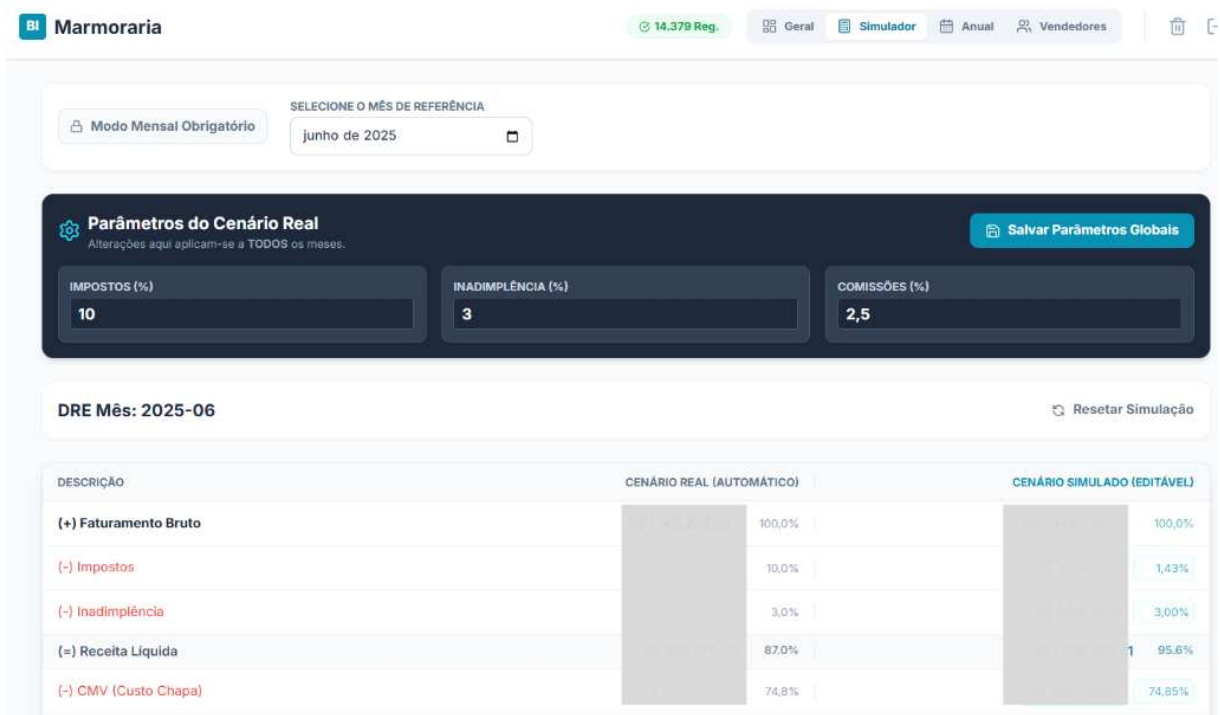 BI Marmoraria 14.379 Reg. Geral Simulador Anual Vendedores
SELECIONE O MÊS DE REFERÊNCIA
Modo Mensal Obrigatório junho de 2025
Parâmetros do Cenário Real
Alterações aqui aplicam-se a TODOS os meses.
Salvar Parâmetros Globais
IMPOSTOS (%) INADIMPLÊNCIA (%) COMISSÕES (%)
10 3 2,5
DRE Mês: 2025-06 Resetar Simulação
DESCRIÇÃO CENÁRIO REAL (AUTOMÁTICO) CENÁRIO SIMULADO (EDITÁVEL)
(+) Faturamento Bruto 100,0% 100,0%
(-) Impostos 10,0% 1,43%
(-) Inadimplência 3,0% 3,00%
(=) Receita Líquida 87.0% 1 95.6%
(-) CMV (Custo Chapa) 74,8% 74,85%